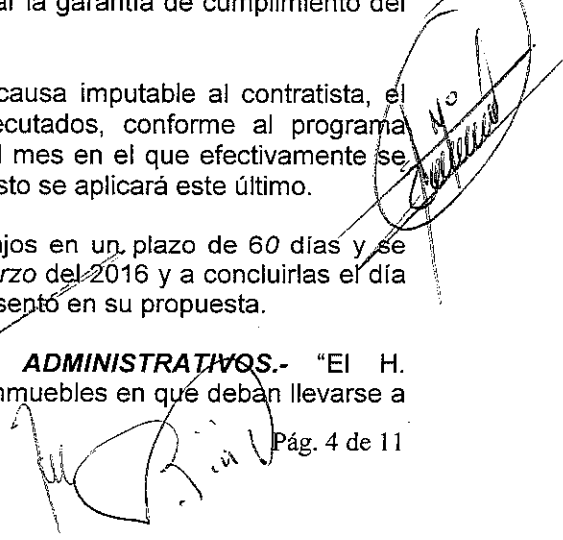 ar la garantía de cumplimiento del
causa imputable al contratista, el
ecutados, conforme al programa
l mes en el que efectivamente se
sto se aplicará este último.
jos en un plazo de 60 días y se
rzo del 2016 y a concluirlas el día
sentó en su propuesta.
ADMINISTRATIVOS.- “El H.
nmuebles en que deban llevarse a
Pág. 4 de 11